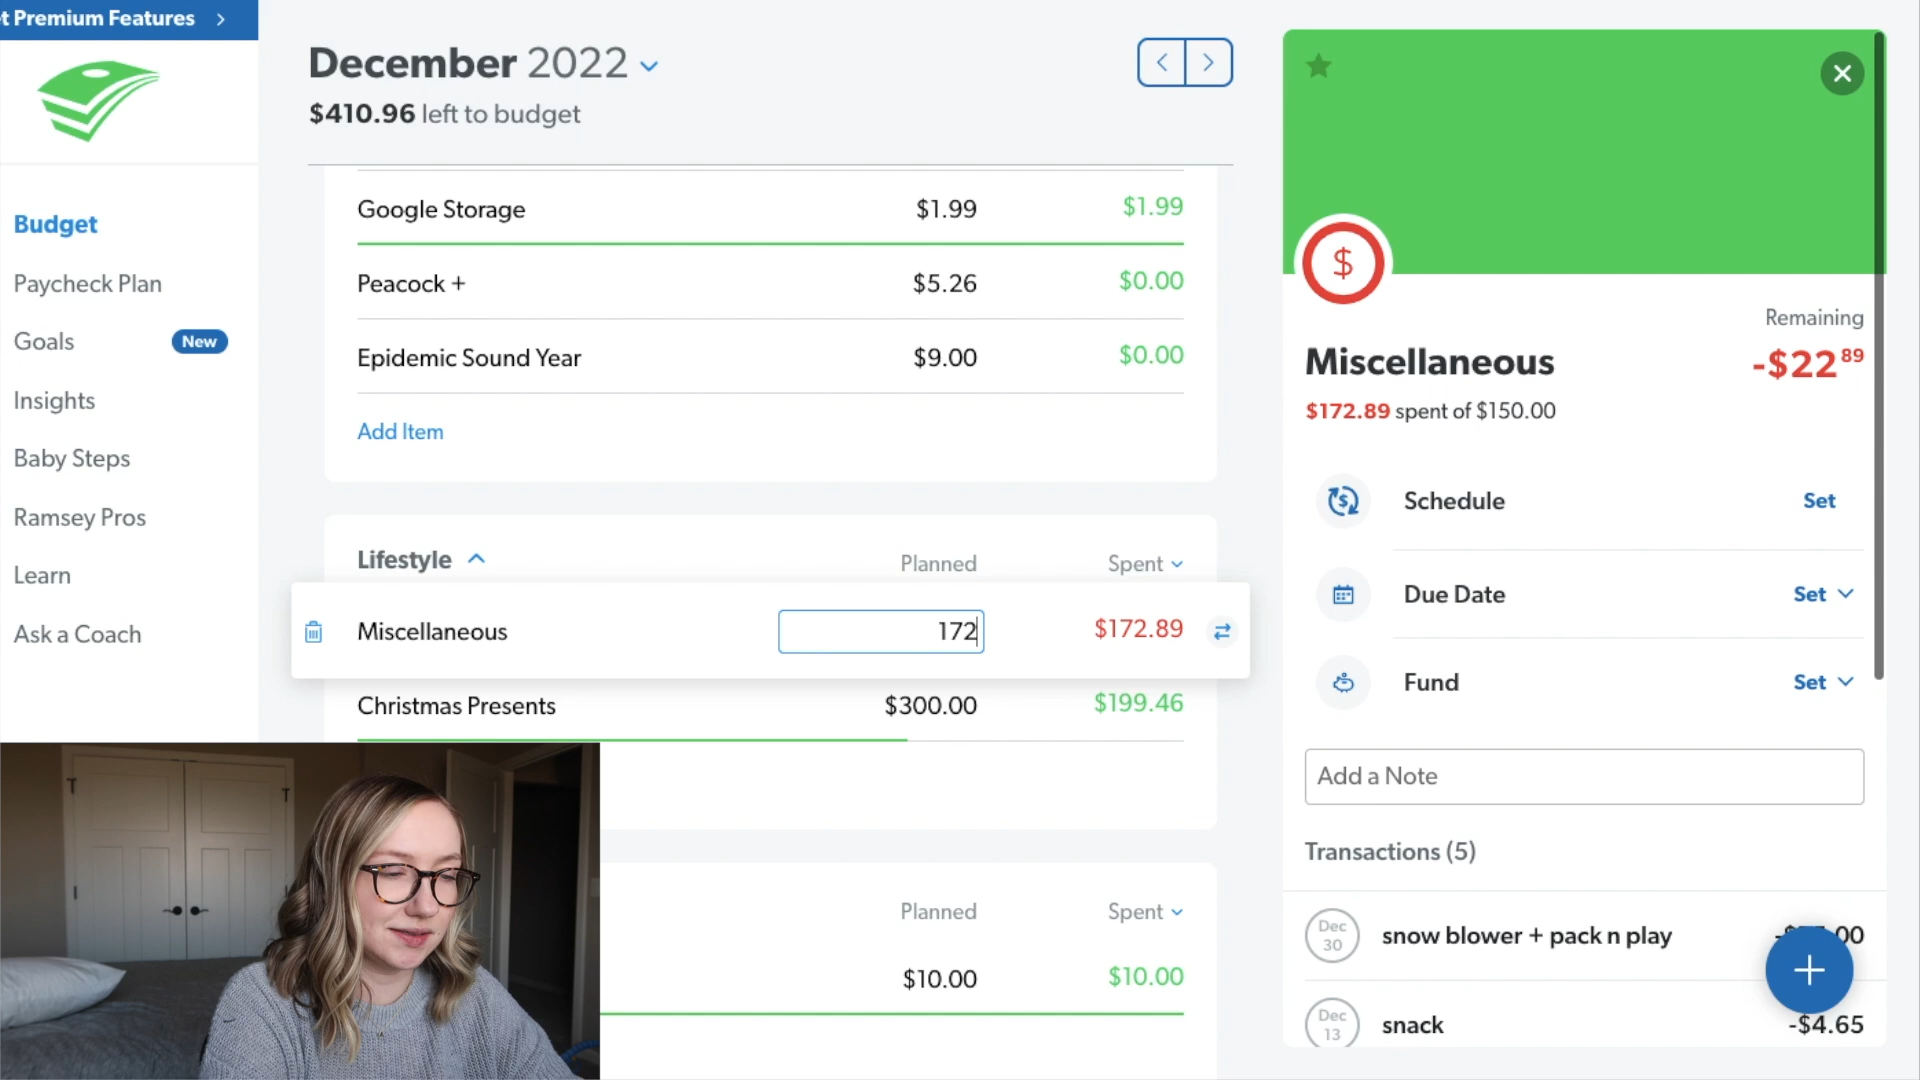 t Premium Features
Budget
Paycheck Plan
Goals New
Insights
Baby Steps
Ramsey Pros
Learn
Ask a Coach
December 2022
$410.96 left to budget
Google Storage $1.99 $1.99
Peacock + $5.26 $0.00
Epidemic Sound Year $9.00 $0.00
Add Item
Lifestyle Planned Spent
Miscellaneous 172 $172.89
Christmas Presents $300.00 $199.46
Planned Spent
$10.00 $10.00
$
Remaining
Miscellaneous -$22 89
$172.89 spent of $150.00
Schedule Set
Due Date Set
Fund Set
Add a Note
Transactions (5)
Dec 30 snow blower + pack n play
Dec 13 snack -$4.65